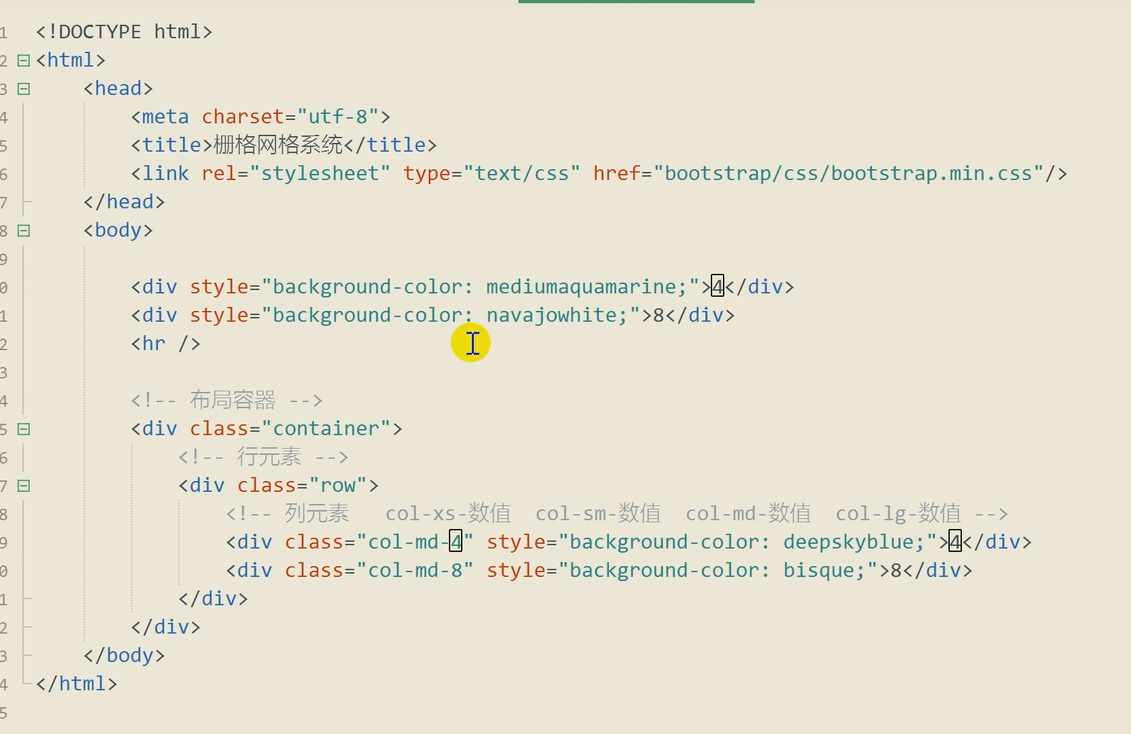 1 <!DOCTYPE html>
2 <html>
3 <head>
4 <meta charset="utf-8">
5 <title>栅格网格系统</title>
6 <link rel="stylesheet" type="text/css" href="bootstrap/css/bootstrap.min.css"/>
7 </head>
8 <body>
9
0 <div style="background-color: mediumaquamarine;">4</div>
1 <div style="background-color: navajowhite;">8</div>
2 <hr />
3
4 <!-- 布局容器 -->
5 <div class="container">
6 <!-- 行元素 -->
7 <div class="row">
8 <!-- 列元素 col-xs-数值 col-sm-数值 col-md-数值 col-lg-数值 -->
9 <div class="col-md-4" style="background-color: deepskyblue;">4</div>
0 <div class="col-md-8" style="background-color: bisque;">8</div>
1 </div>
2 </div>
3 </body>
4 </html>
5